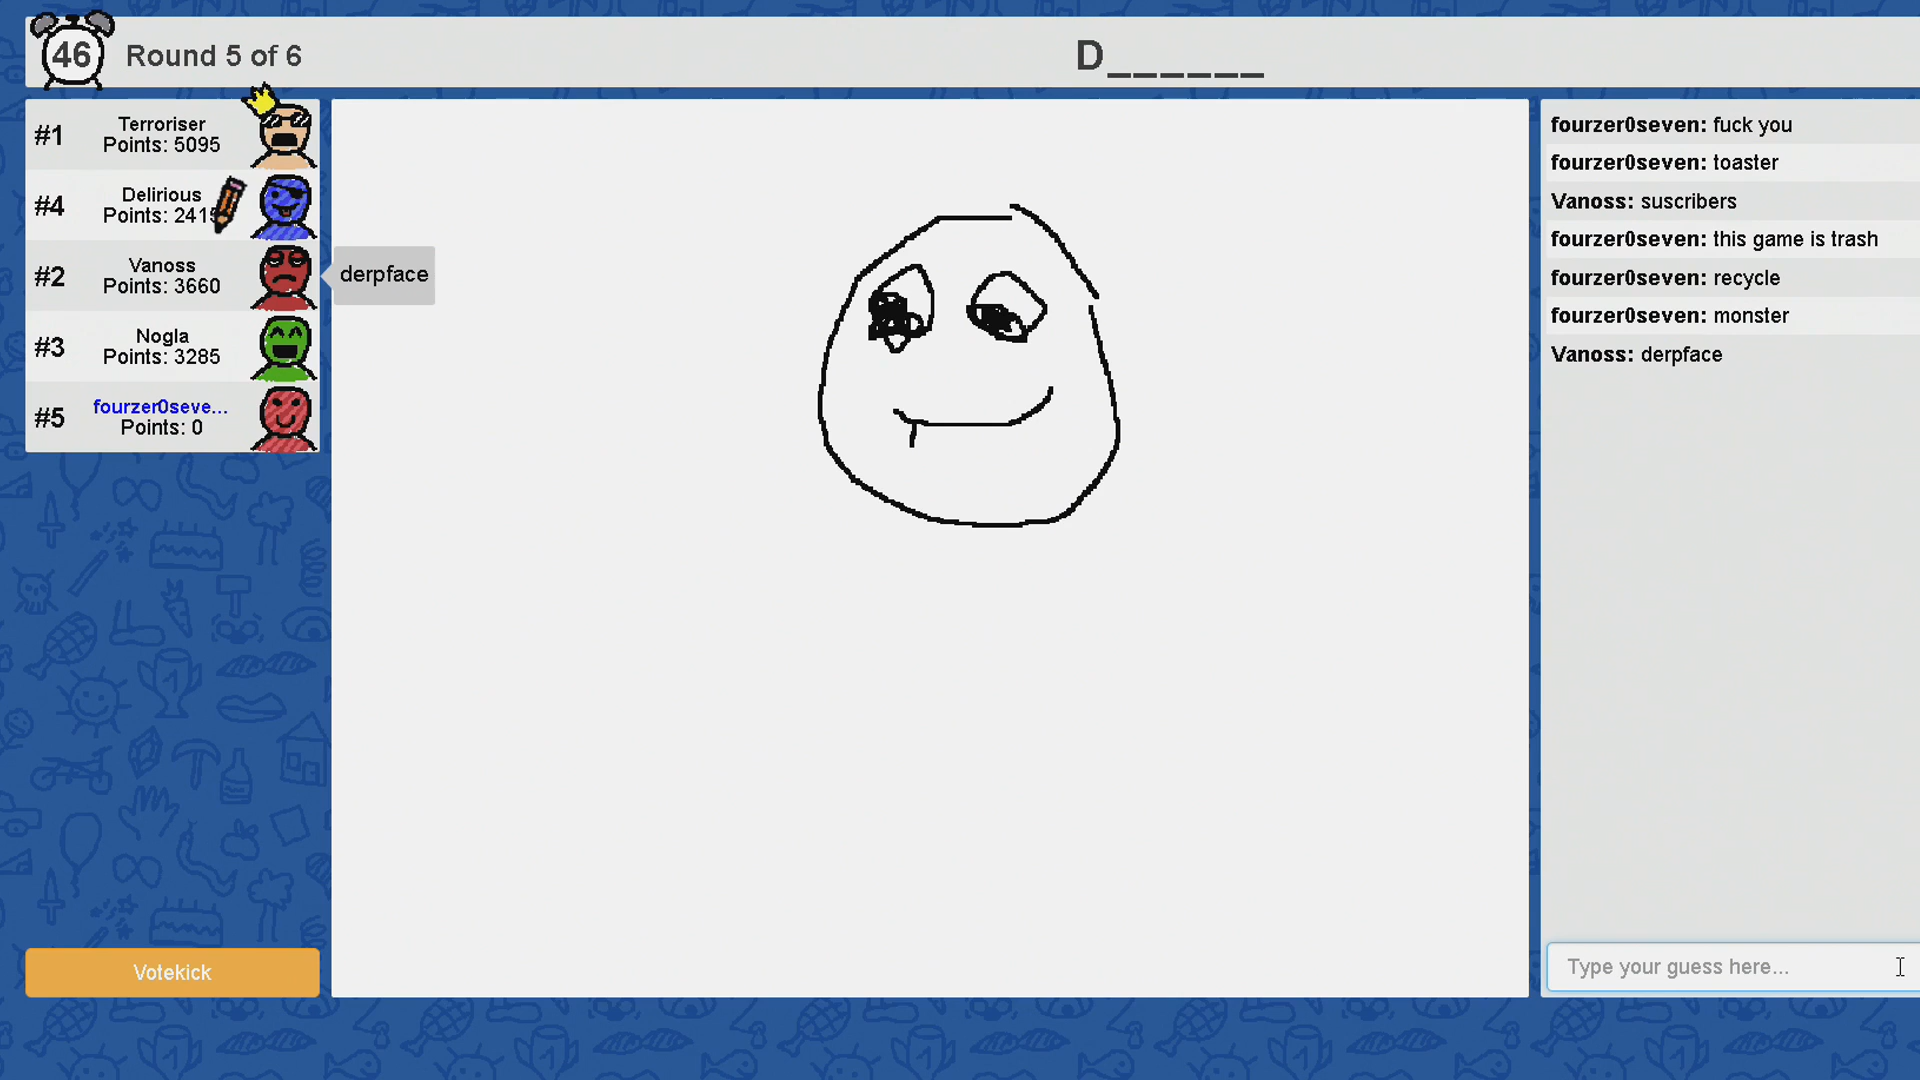 46
Round 5 of 6
D______
#1
Terroriser
Points: 5095
#4
Delirious
Points: 2415
#2
Vanoss
Points: 3660
derpface
#3
Nogla
Points: 3285
#5
fourzer0seve...
Points: 0
Votekick
fourzer0seven: fuck you
fourzer0seven: toaster
Vanoss: suscribers
fourzer0seven: this game is trash
fourzer0seven: recycle
fourzer0seven: monster
Vanoss: derpface
Type your guess here...